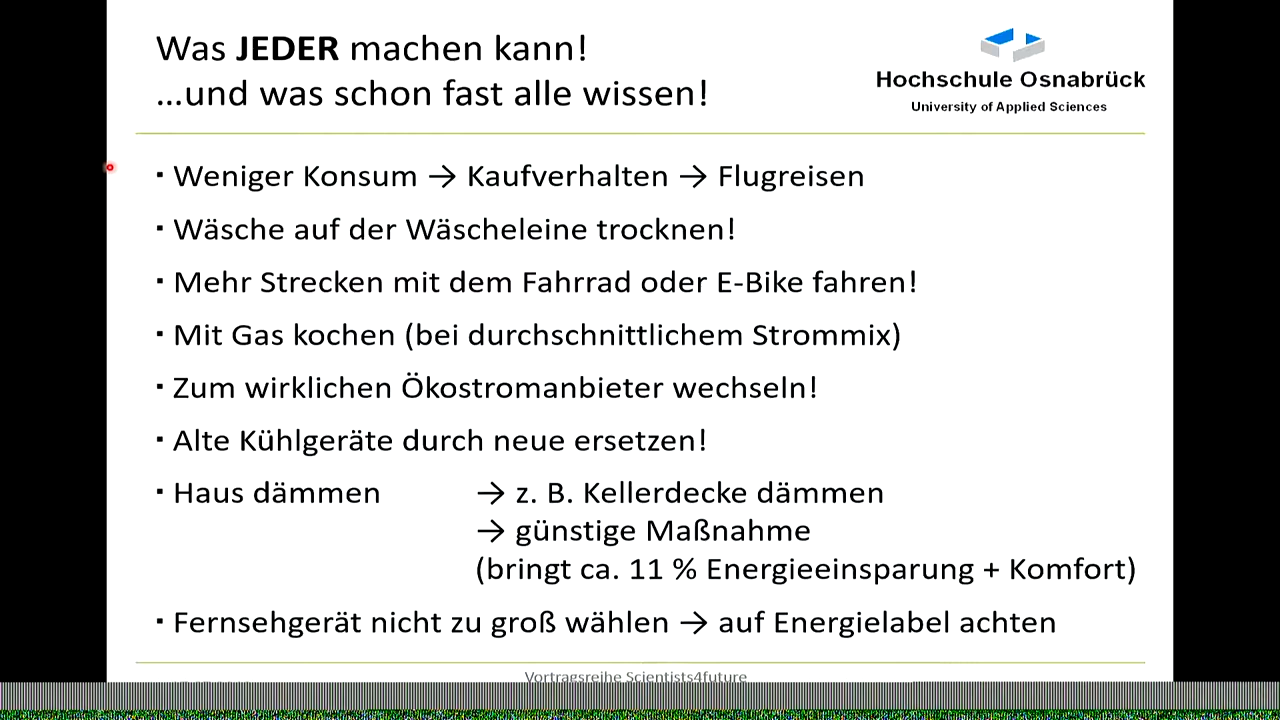 Was JEDER machen kann!
...und was schon fast alle wissen!
Hochschule Osnabrück
University of Applied Sciences
▪ Weniger Konsum → Kaufverhalten → Flugreisen
▪ Wäsche auf der Wäscheleine trocknen!
▪ Mehr Strecken mit dem Fahrrad oder E-Bike fahren!
▪ Mit Gas kochen (bei durchschnittlichem Strommix)
▪ Zum wirklichen Ökostromanbieter wechseln!
▪ Alte Kühlgeräte durch neue ersetzen!
▪ Haus dämmen → z. B. Kellerdecke dämmen
→ günstige Maßnahme
(bringt ca. 11 % Energieeinsparung + Komfort)
▪ Fernsehgerät nicht zu groß wählen → auf Energielabel achten
Vortragsreihe Scientists4future